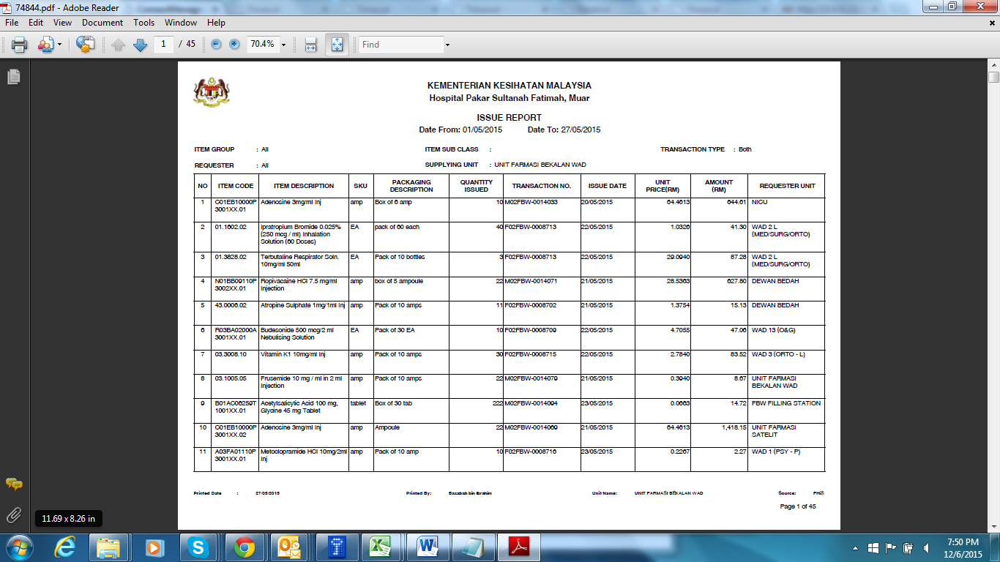 74844.pdf - Adobe Reader
File Edit View Document Tools Window Help
1 / 45 70.4% Find
KEMENTERIAN KESIHATAN MALAYSIA
Hospital Pakar Sultanah Fatimah, Muar
ISSUE REPORT
Date From: 01/05/2015 Date To: 27/05/2015
ITEM GROUP : All ITEM SUB CLASS : TRANSACTION TYPE : Both
REQUESTER : All SUPPLYING UNIT : UNIT FARMASI BEKALAN WAD
NO ITEM CODE ITEM DESCRIPTION SKU PACKAGING DESCRIPTION QUANTITY ISSUED TRANSACTION NO. ISSUE DATE UNIT PRICE(RM) AMOUNT (RM) REQUESTER UNIT
1 C01EB10000P Adenosine 3mg/ml Inj amp Box of 6 amp 10 M02FBW-0014033 20/05/2015 64.4613 644.61 NICU
3001XX.01
2 01.1602.02 Ipratropium Bromide 0.025% EA pack of 60 each 40 F02FBW-0008713 22/05/2015 1.0326 41.30 WAD 2 L
(250 mcg / ml) Inhalation (MED/SURG/ORTO)
Solution (60 Doses)
3 01.3828.02 Terbutaline Respirator Soln. EA Pack of 10 bottles 3 F02FBW-0008713 22/05/2015 29.0940 87.28 WAD 2 L
10mg/ml 50ml (MED/SURG/ORTO)
4 N01BB09110P Ropivacaine HCl 7.5 mg/ml amp box of 5 ampoule 22 M02FBW-0014071 21/05/2015 28.5363 627.80 DEWAN BEDAH
3002XX.01 Injection
5 43.0006.02 Atropine Sulphate 1mg/1ml Inj amp Pack of 10 amps 11 F02FBW-0008702 21/05/2015 1.3754 15.13 DEWAN BEDAH
6 R03BA02000A Budesonide 500 mcg/2 ml EA Pack of 30 EA 10 F02FBW-0008709 22/05/2015 4.7055 47.06 WAD 13 (O&G)
3001XX.01 Nebulising Solution
7 03.3008.10 Vitamin K1 10mg/ml Inj amp Pack of 10 amps 30 F02FBW-0008715 22/05/2015 2.7840 83.52 WAD 3 (ORTO - L)
8 03.1005.05 Frusemide 10 mg / ml in 2 ml amp Pack of 10 amps 22 M02FBW-0014079 21/05/2015 0.3940 8.67 UNIT FARMASI
Injection BEKALAN WAD
9 B01AC06259T Acetylsalicylic Acid 100 mg, tablet Box of 30 tab 222 M02FBW-0014094 23/05/2015 0.0663 14.72 FBW FILLING STATION
1001XX.01 Glycine 45 mg Tablet
10 C01EB10000P Adenosine 3mg/ml Inj amp Ampoule 22 M02FBW-0014069 21/05/2015 64.4613 1,418.15 UNIT FARMASI
3001XX.02 SATELIT
11 A03FA01110P Metoclopramide HCl 10mg/2ml amp Pack of 10 amp 10 F02FBW-0008716 23/05/2015 0.2267 2.27 WAD 1 (PSY - P)
3001XX.01 Inj
Printed Date : 27/05/2015 Printed By: Basabah bin Ibrahim Unit Name: UNIT FARMASI BEKALAN WAD Source: PHiS
Page 1 of 45
11.69 x 8.26 in
7:50 PM
12/6/2015